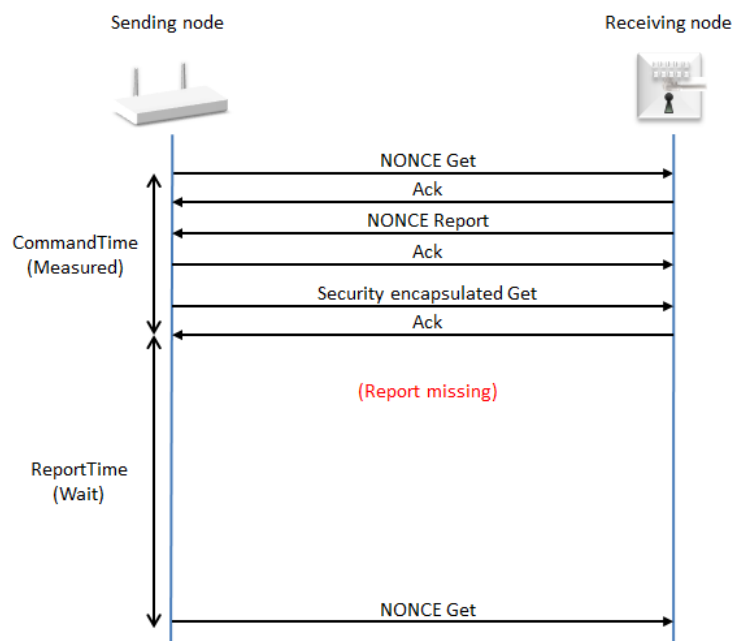 Sending node
Receiving node
NONCE Get
Ack
NONCE Report
CommandTime
(Measured)
Ack
Security encapsulated Get
Ack
(Report missing)
ReportTime
(Wait)
NONCE Get